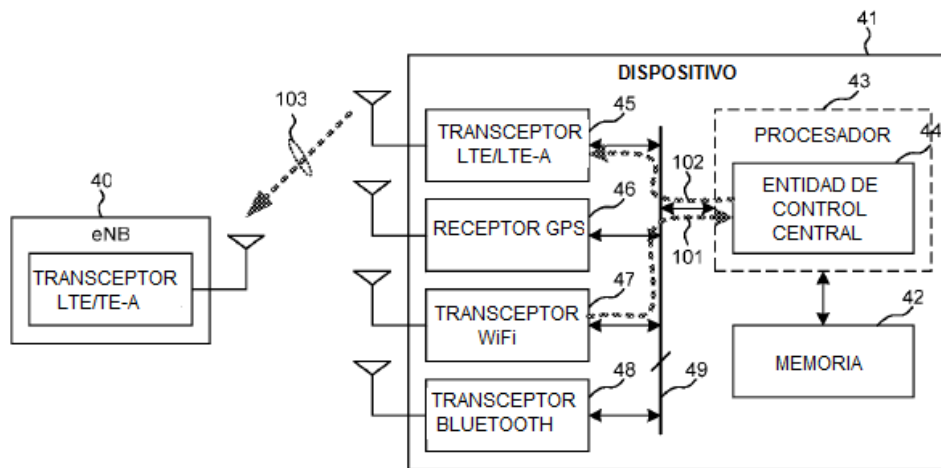 41
DISPOSITIVO
103
45
TRANSCEPTOR
LTE/LTE-A
43
PROCESADOR
44
ENTIDAD DE
CONTROL
CENTRAL
102
101
40
eNB
TRANSCEPTOR
LTE/TE-A
46
RECEPTOR GPS
47
TRANSCEPTOR
WiFi
42
MEMORIA
48
TRANSCEPTOR
BLUETOOTH
49